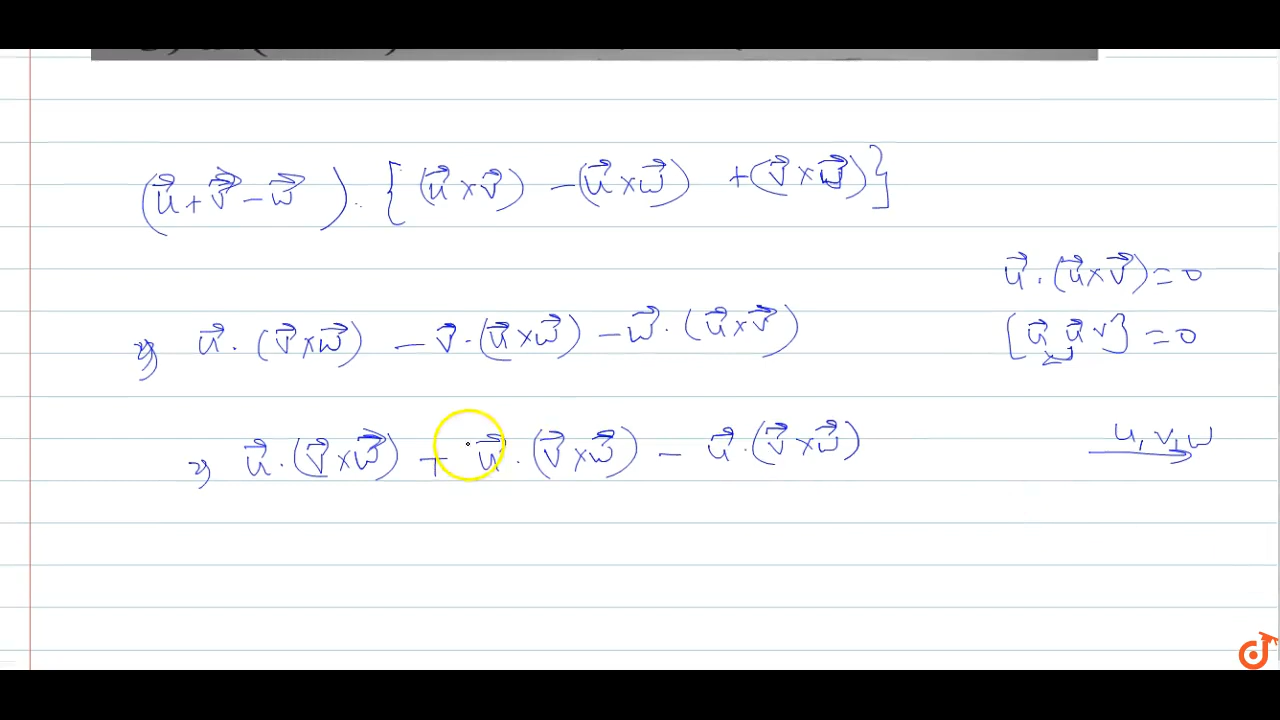 (u⃗ + v⃗ - w⃗) . { (u⃗ × v⃗) - (u⃗ × w⃗) + (v⃗ × w⃗) }
u⃗ . (u⃗ × v⃗) = 0
⇒ u⃗ . (v⃗ × w⃗) - v⃗ . (u⃗ × w⃗) - w⃗ . (u⃗ × v⃗)
[u⃗ u⃗ v] = 0
⇒ u⃗ . (v⃗ × w⃗) + u⃗ . (v⃗ × w⃗) - u⃗ . (v⃗ × w⃗)
u, v, w